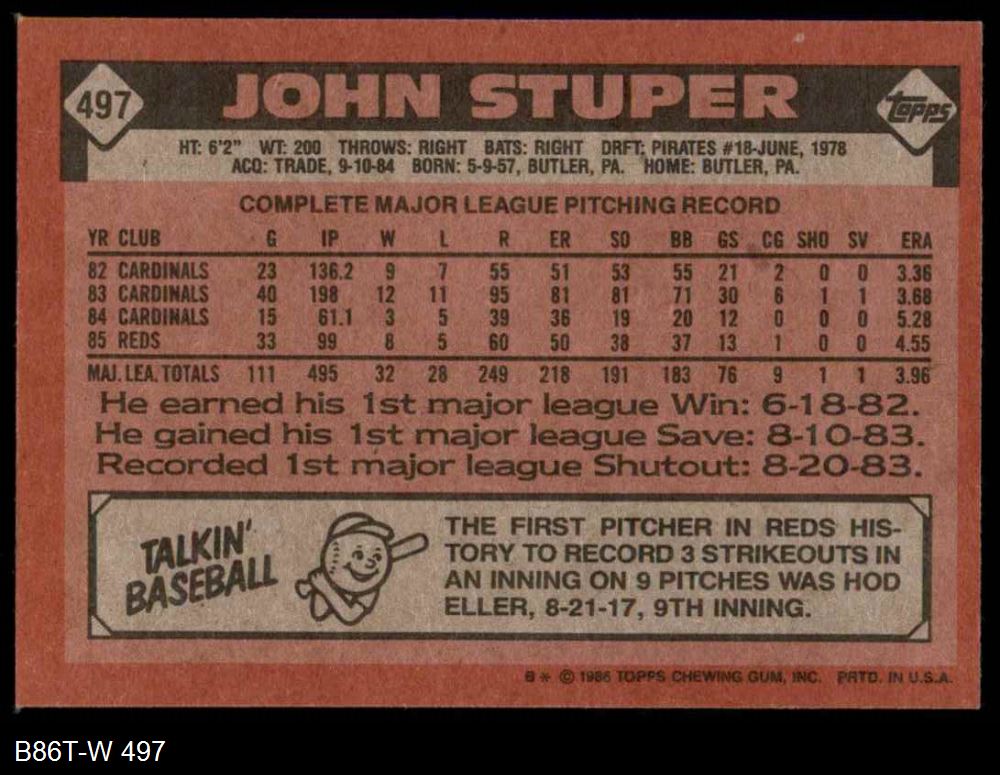 497
JOHN STUPER
TOPPS
HT: 6'2" WT: 200 THROWS: RIGHT BATS: RIGHT DRFT: PIRATES #18-JUNE, 1978
ACQ: TRADE, 9-10-84 BORN: 5-9-57, BUTLER, PA. HOME: BUTLER, PA.
COMPLETE MAJOR LEAGUE PITCHING RECORD
YR CLUB G IP W L R ER SO BB GS CG SHO SV ERA
82 CARDINALS 23 136.2 9 7 55 51 53 55 21 2 0 0 3.36
83 CARDINALS 40 198 12 11 95 81 81 71 30 6 1 1 3.68
84 CARDINALS 15 61.1 3 5 39 36 19 20 12 0 0 0 5.28
85 REDS 33 99 8 5 60 50 38 37 13 1 0 0 4.55
MAJ. LEA. TOTALS 111 495 32 28 249 218 191 183 76 9 1 1 3.96
He earned his 1st major league Win: 6-18-82.
He gained his 1st major league Save: 8-10-83.
Recorded 1st major league Shutout: 8-20-83.
TALKIN'
BASEBALL
THE FIRST PITCHER IN REDS HIS-
TORY TO RECORD 3 STRIKEOUTS IN
AN INNING ON 9 PITCHES WAS HOD
ELLER, 8-21-17, 9TH INNING.
B * © 1986 TOPPS CHEWING GUM, INC. PRTD. IN U.S.A.
B86T-W 497